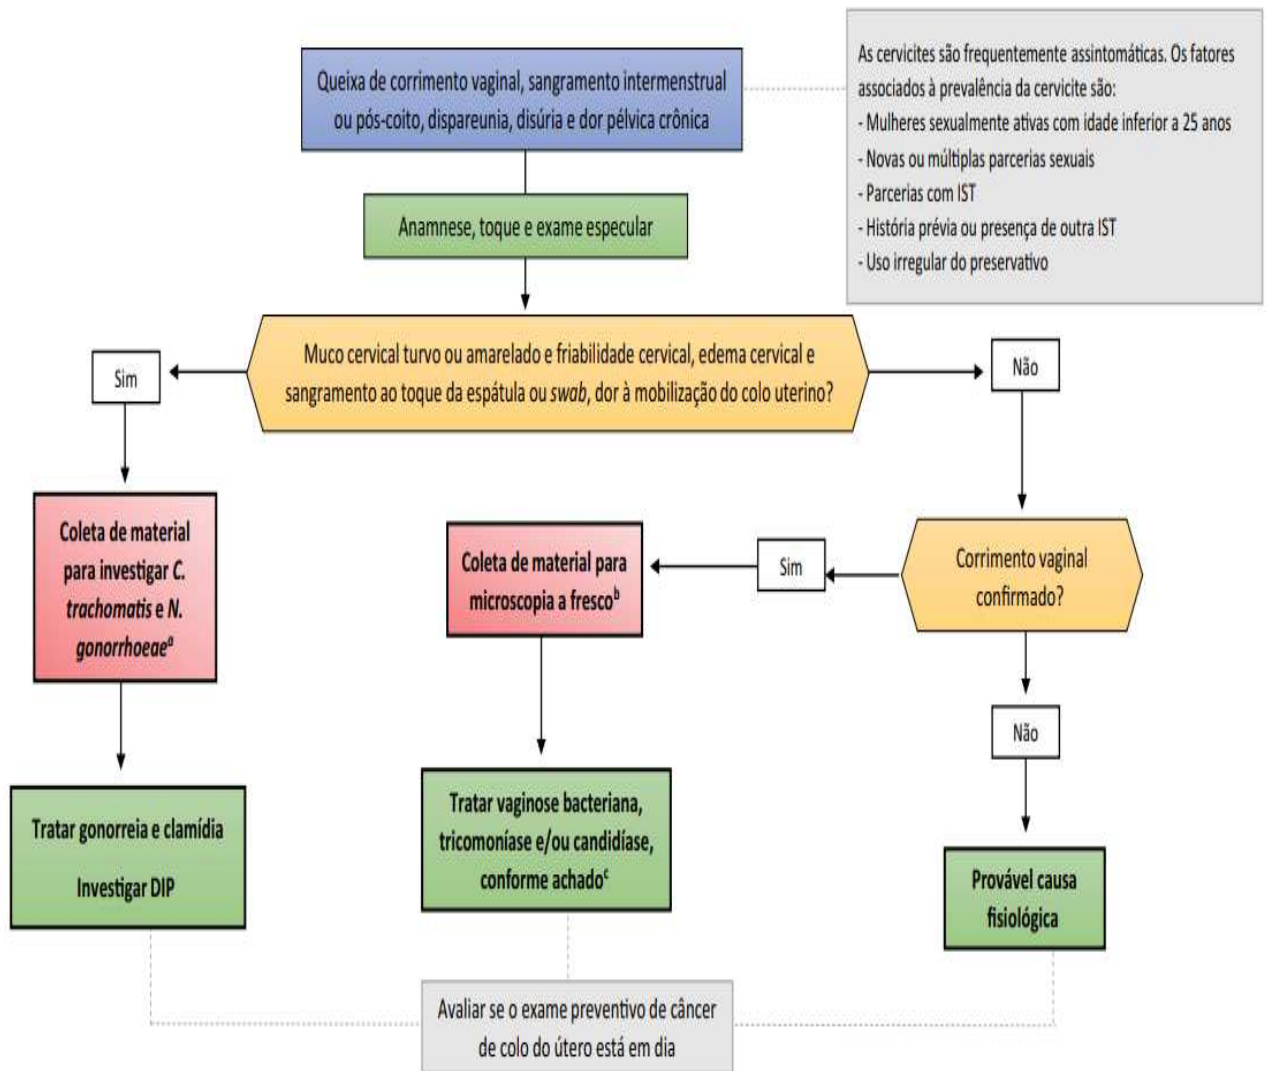 Queixa de corrimento vaginal, sangramento intermenstrual
ou pós-coito, dispareunia, disúria e dor pélvica crônica
As cervicites são frequentemente assintomáticas. Os fatores
associados à prevalência da cervicite são:
- Mulheres sexualmente ativas com idade inferior a 25 anos
- Novas ou múltiplas parcerias sexuais
- Parcerias com IST
- História prévia ou presença de outra IST
- Uso irregular do preservativo
Anamnese, toque e exame especular
Muco cervical turvo ou amarelado e friabilidade cervical, edema cervical e
sangramento ao toque da espátula ou swab, dor à mobilização do colo uterino?
Sim
Não
Coleta de material
para investigar C.
trachomatis e N.
gonorrhoeae^a
Coleta de material para
microscopia a fresco^b
Sim
Corrimento vaginal
confirmado?
Não
Tratar gonorreia e clamídia
Investigar DIP
Tratar vaginose bacteriana,
tricomoníase e/ou candidíase,
conforme achado^c
Provável causa
fisiológica
Avaliar se o exame preventivo de câncer
de colo do útero está em dia